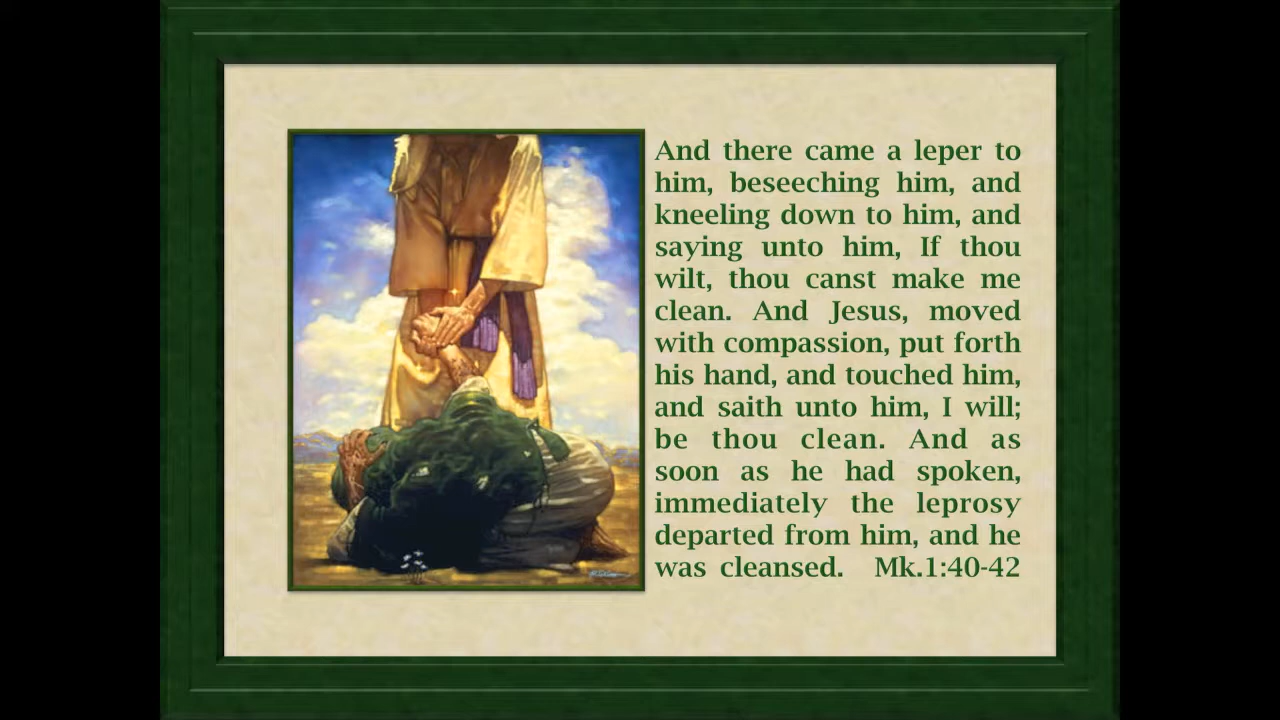 And there came a leper to
him, beseeching him, and
kneeling down to him, and
saying unto him, If thou
wilt, thou canst make me
clean. And Jesus, moved
with compassion, put forth
his hand, and touched him,
and saith unto him, I will;
be thou clean. And as
soon as he had spoken,
immediately the leprosy
departed from him, and he
was cleansed. Mk.1:40-42